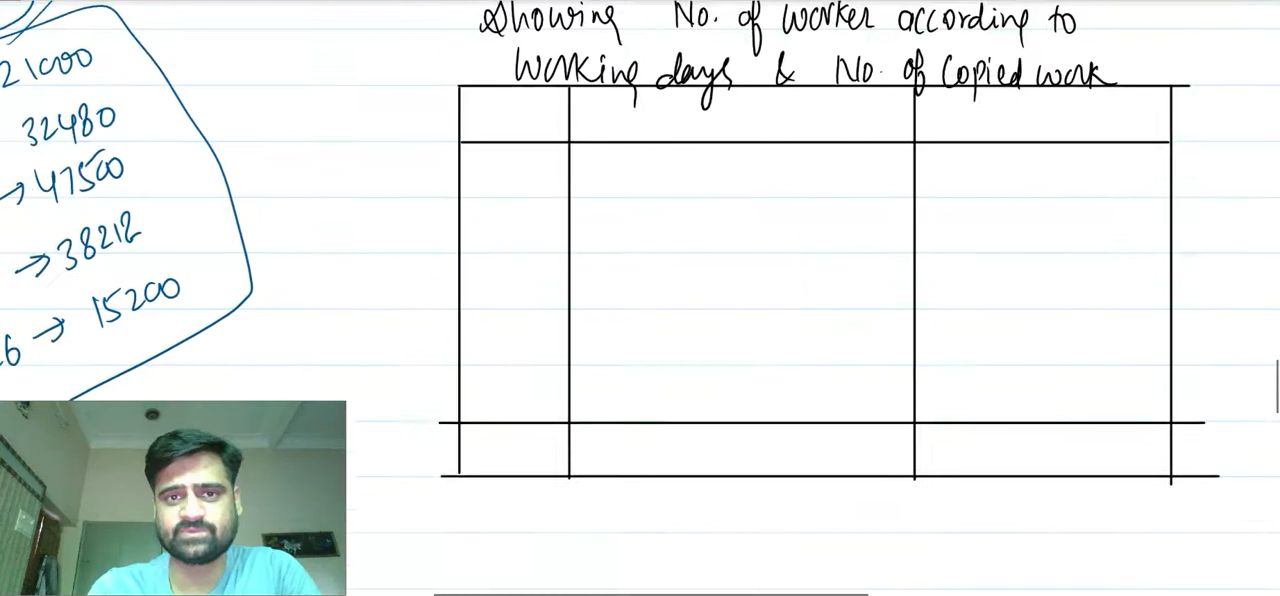 Showing No. of worker according to
working days & No. of Copied work
21000
32480
→47500
→38212
6 → 15200